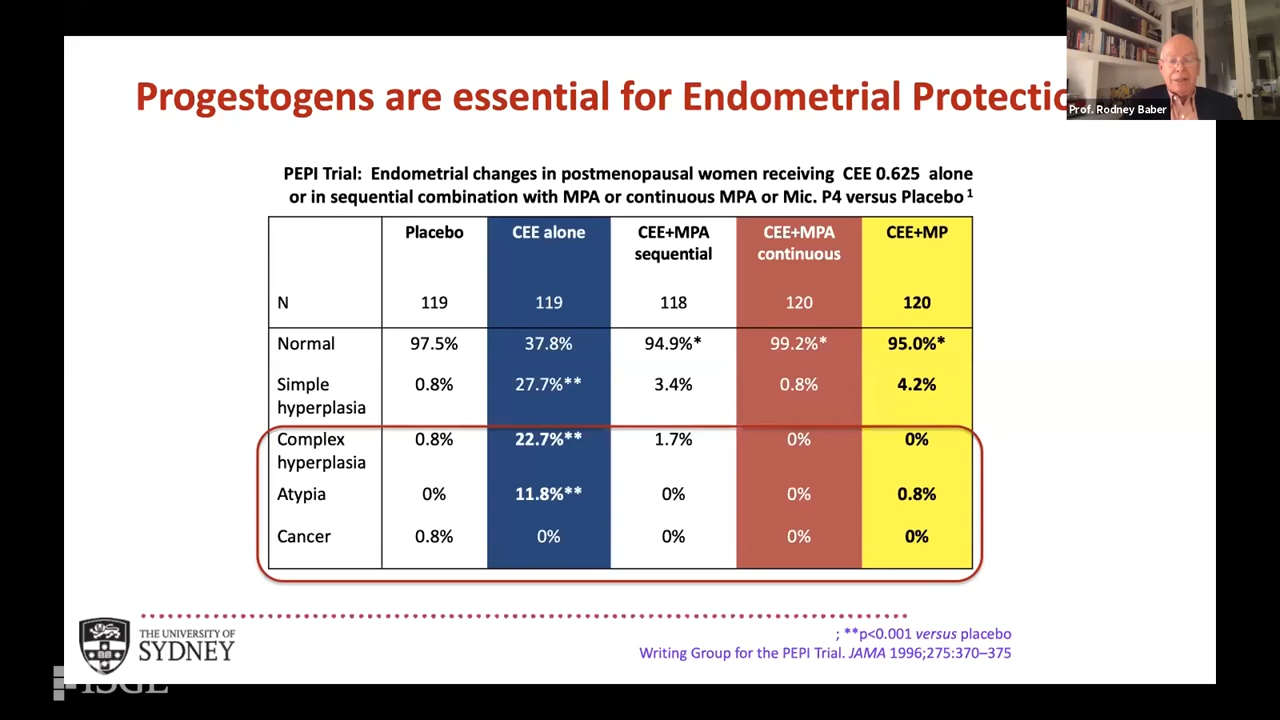 Progestogens are essential for Endometrial Protectio
Prof. Rodney Baber
PEPI Trial: Endometrial changes in postmenopausal women receiving CEE 0.625 alone
or in sequential combination with MPA or continuous MPA or Mic. P4 versus Placebo 1
Placebo CEE alone CEE+MPA sequential CEE+MPA continuous CEE+MP
N 119 119 118 120 120
Normal 97.5% 37.8% 94.9%* 99.2%* 95.0%*
Simple hyperplasia 0.8% 27.7%** 3.4% 0.8% 4.2%
Complex hyperplasia 0.8% 22.7%** 1.7% 0% 0%
Atypia 0% 11.8%** 0% 0% 0.8%
Cancer 0.8% 0% 0% 0% 0%
THE UNIVERSITY OF
SYDNEY
; **p<0.001 versus placebo
Writing Group for the PEPI Trial. JAMA 1996;275:370–375